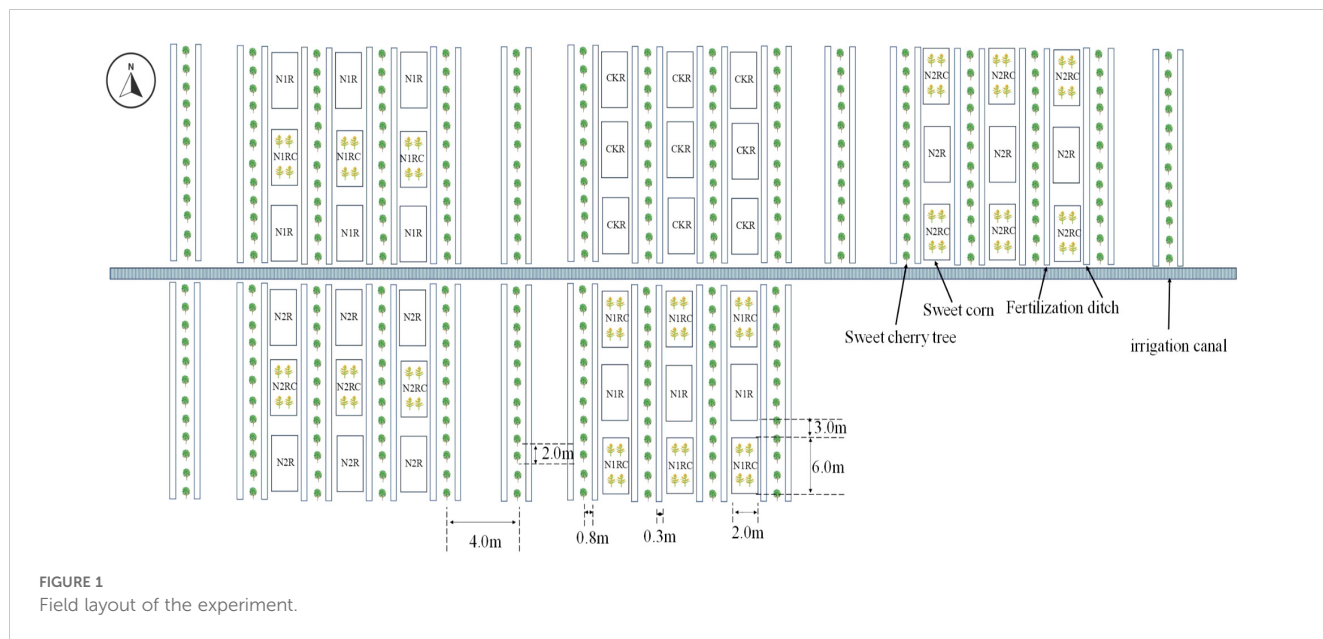 N
N1R N1R N1R CKR CKR CKR N2RC N2RC N2RC
N1RC N1RC N1RC CKR CKR CKR N2R N2R N2R
N1R N1R N1R CKR CKR CKR N2RC N2RC N2RC
Sweet cherry tree
Sweet corn
Fertilization ditch
irrigation canal
N2R N2R N2R N1RC N1RC N1RC
N2RC N2RC N2RC N1R N1R N1R
N2R N2R N2R N1RC N1RC N1RC
3.0m
2.0m
6.0m
4.0m
0.8m
0.3m
2.0m
FIGURE 1
Field layout of the experiment.